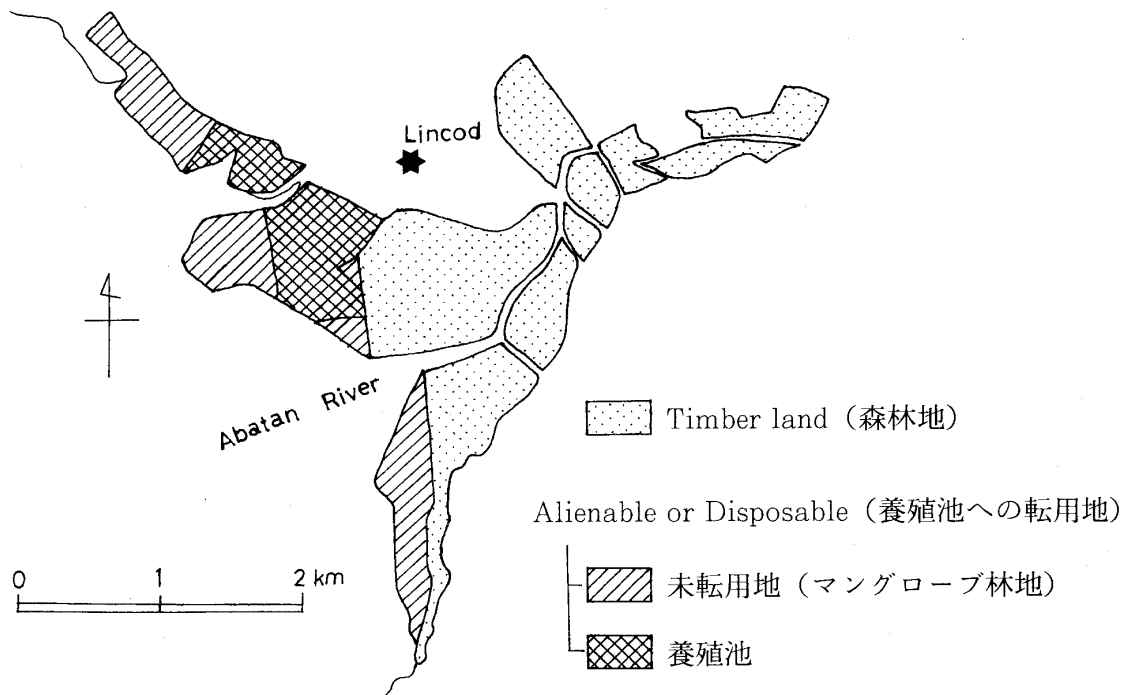 Lincod
Abatan River
Timber land (森林地)
Alienable or Disposable (養殖池への転用地)
未転用地 (マングローブ林地)
養殖池
0 1 2 km